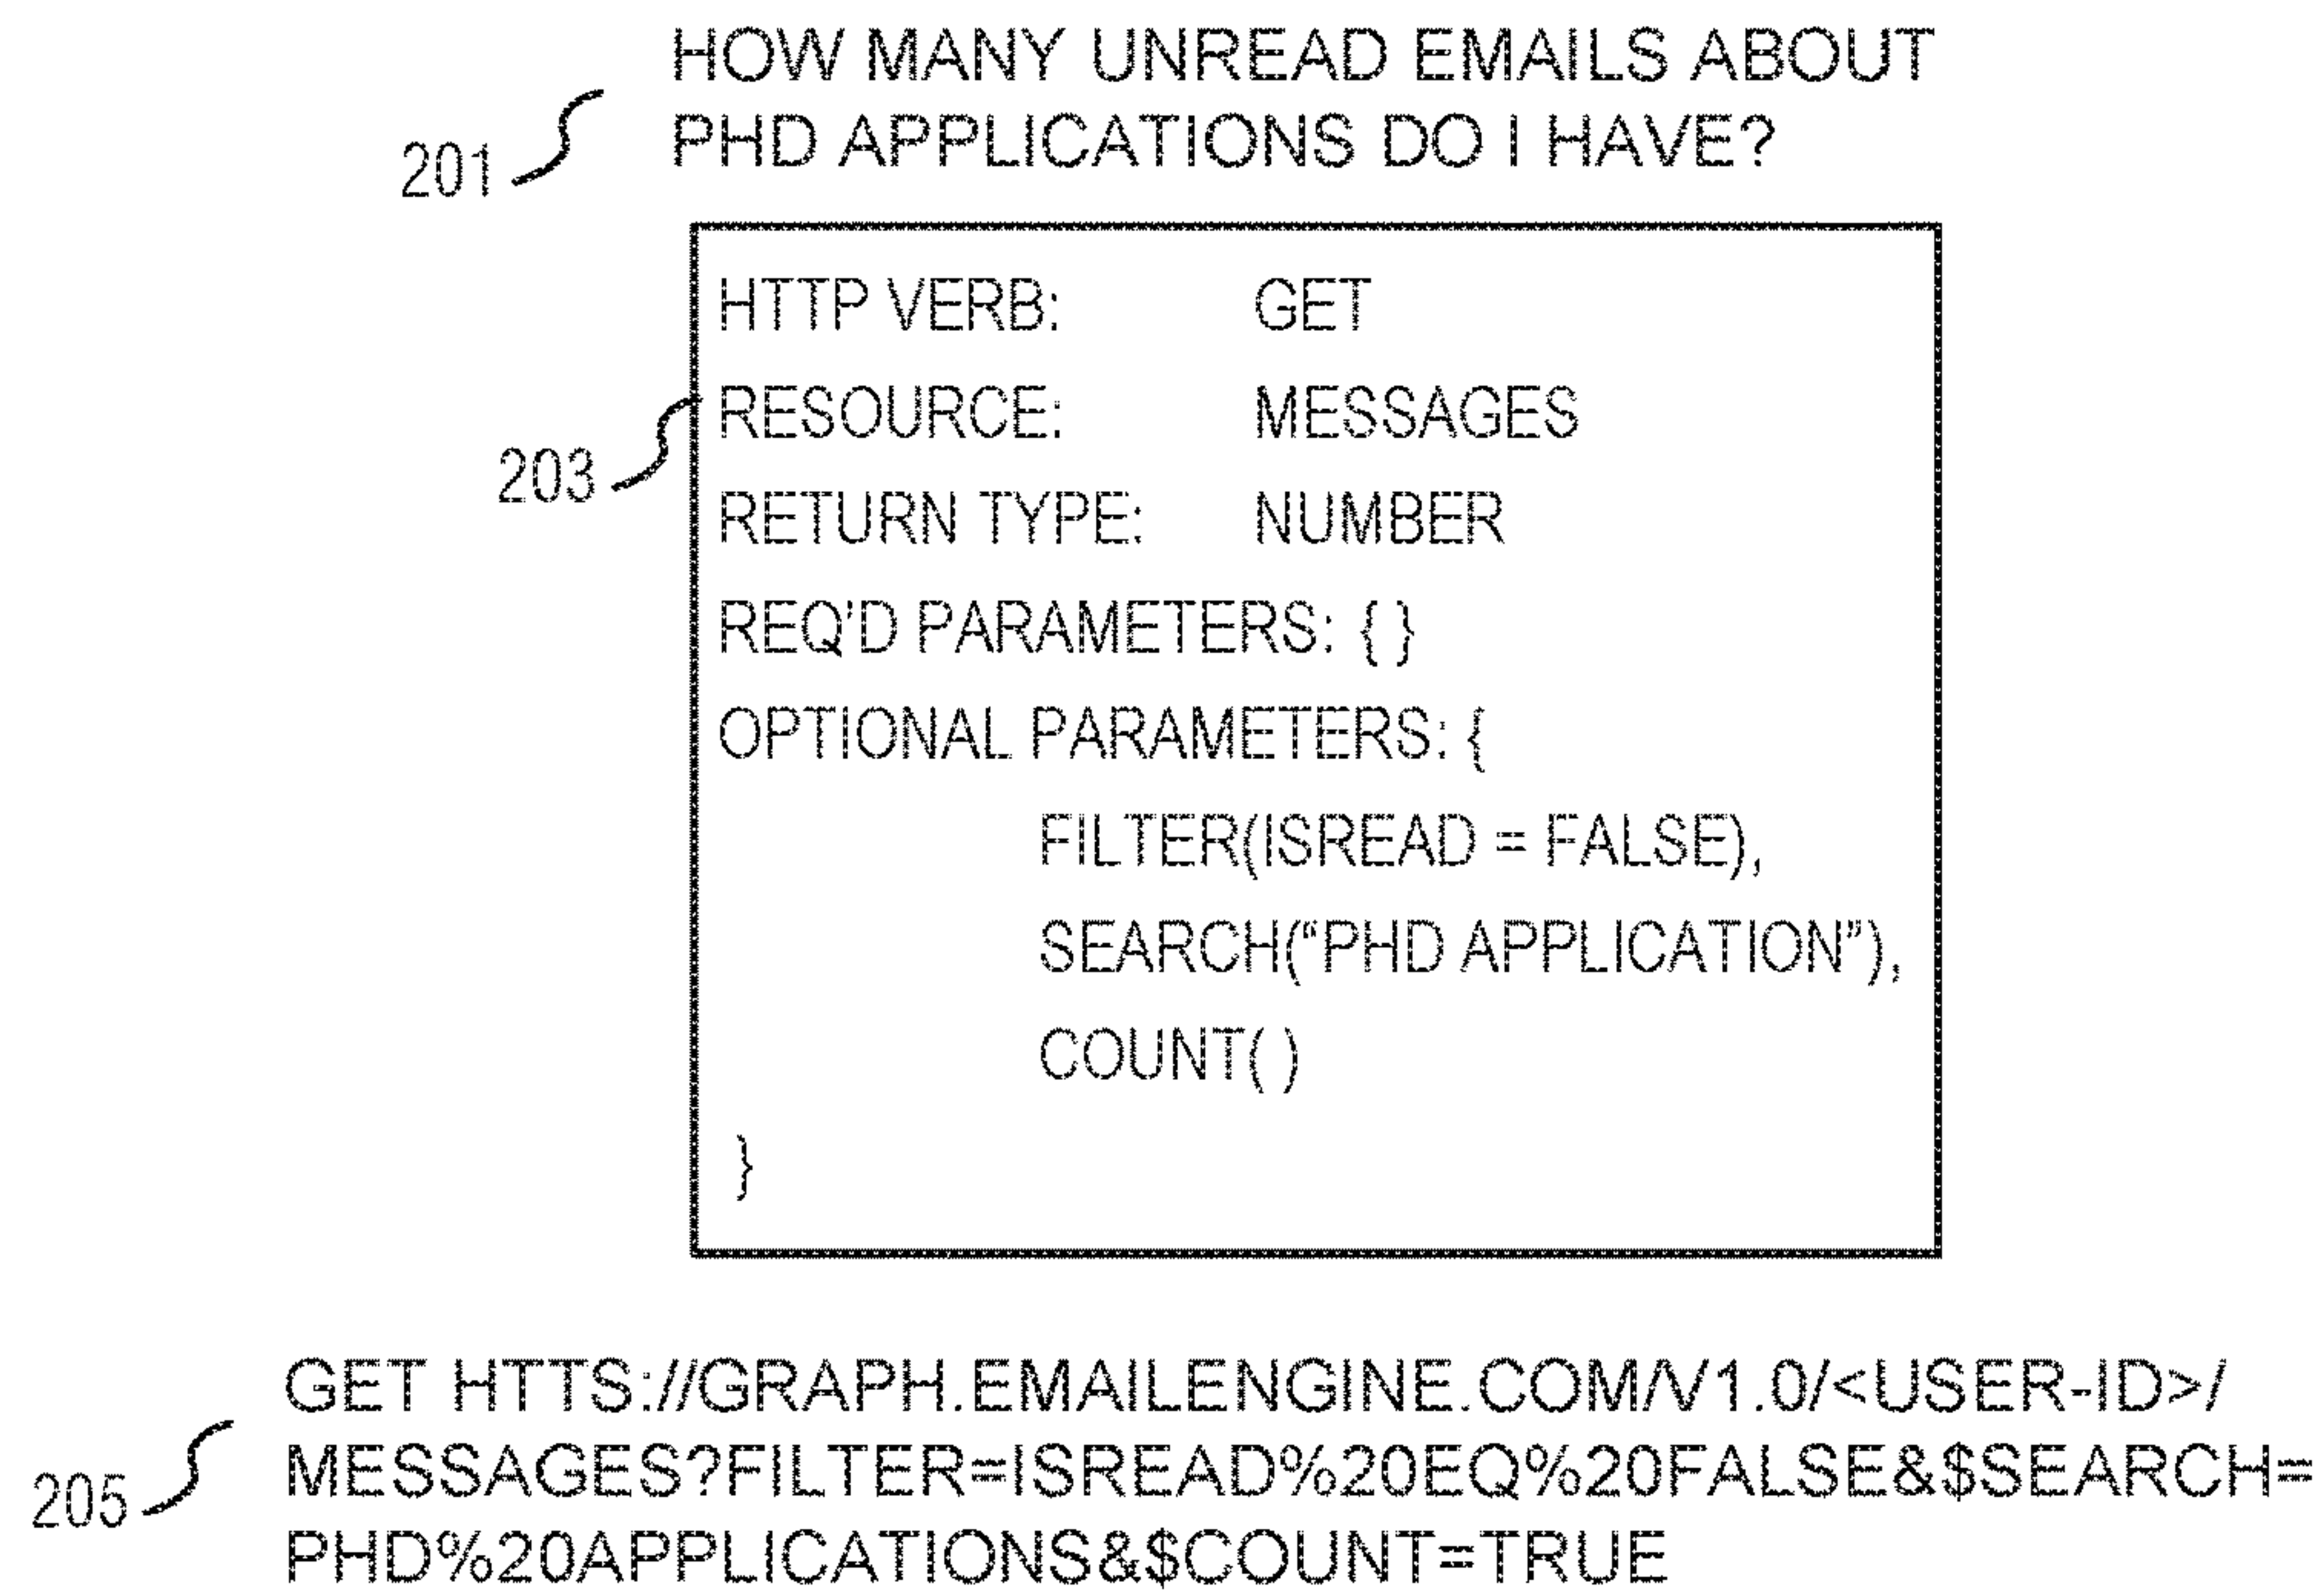 HOW MANY UNREAD EMAILS ABOUT
PHD APPLICATIONS DO I HAVE?
201
HTTP VERB: GET
RESOURCE: MESSAGES
203
RETURN TYPE: NUMBER
REQ'D PARAMETERS: { }
OPTIONAL PARAMETERS: {
FILTER(ISREAD = FALSE),
SEARCH(“PHD APPLICATION”),
COUNT( )
}
GET HTTS://GRAPH.EMAILENGINE.COM/V1.0/<USER-ID>/
MESSAGES?FILTER=ISREAD%20EQ%20FALSE&$SEARCH=
205
PHD%20APPLICATIONS&$COUNT=TRUE